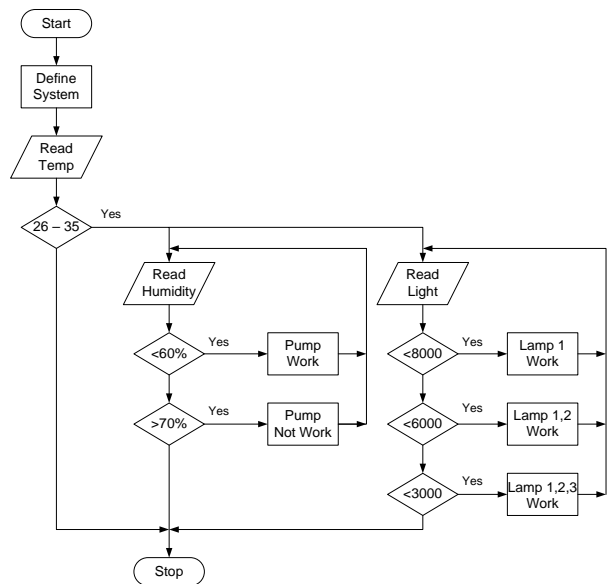 Start
Define
System
Read
Temp
26 – 35
Yes
Read
Humidity
Read
Light
<60%
Yes
Pump
Work
<8000
Yes
Lamp 1
Work
>70%
Yes
Pump
Not Work
<6000
Yes
Lamp 1,2
Work
<3000
Yes
Lamp 1,2,3
Work
Stop